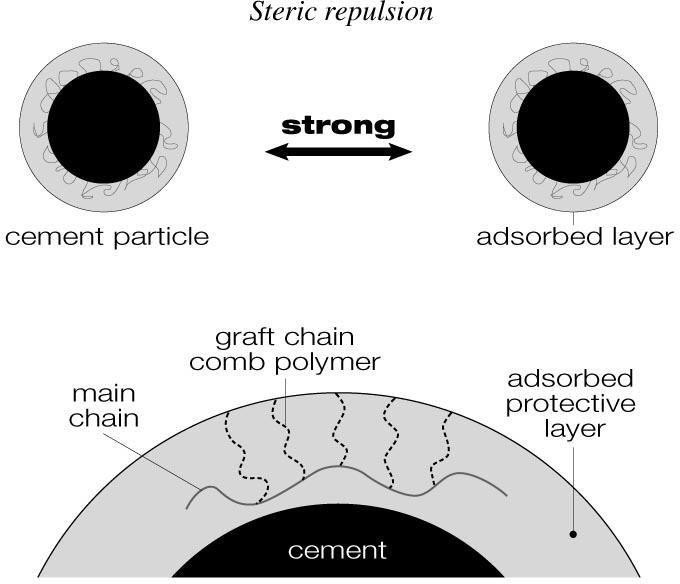 Steric repulsion
strong
cement particle
adsorbed layer
graft chain
comb polymer
main
chain
adsorbed
protective
layer
cement